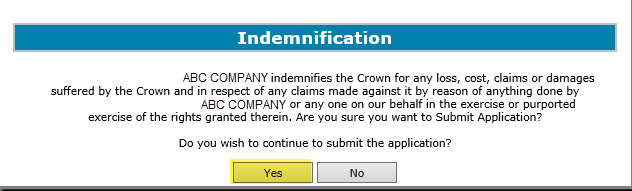 Indemnification
ABC COMPANY indemnifies the Crown for any loss, cost, claims or damages
suffered by the Crown and in respect of any claims made against it by reason of anything done by
ABC COMPANY or any one on our behalf in the exercise or purported
exercise of the rights granted therein. Are you sure you want to Submit Application?
Do you wish to continue to submit the application?
Yes
No